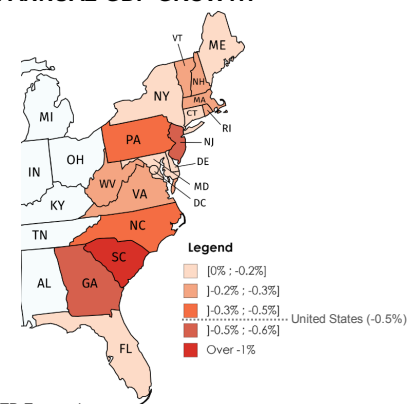 VT
ME
NH
NY
MA
CT
MI
RI
PA
NJ
OH
DE
IN
WV
MD
VA
DC
KY
NC
TN
Legend
SC
[0% ; -0.2%]
AL
GA
]-0.2% ; -0.3%]
]-0.3% ; -0.5%]
United States (-0.5%)
]-0.5% ; -0.6%]
FL
Over -1%